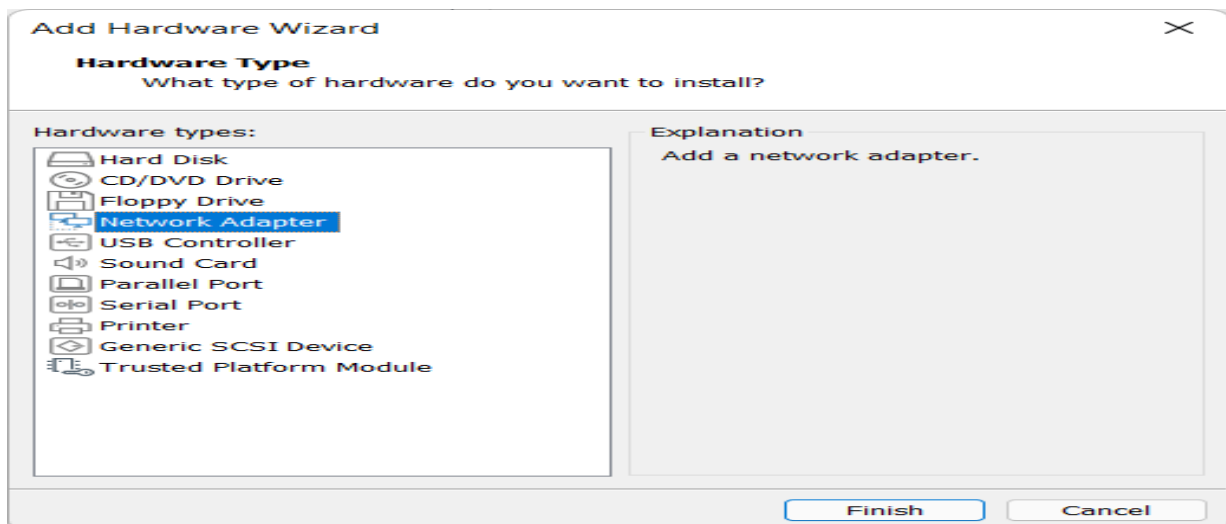 Add Hardware Wizard
Hardware Type
What type of hardware do you want to install?
Hardware types:
Hard Disk
CD/DVD Drive
Floppy Drive
Network Adapter
USB Controller
Sound Card
Parallel Port
Serial Port
Printer
Generic SCSI Device
Trusted Platform Module
Explanation
Add a network adapter.
Finish
Cancel